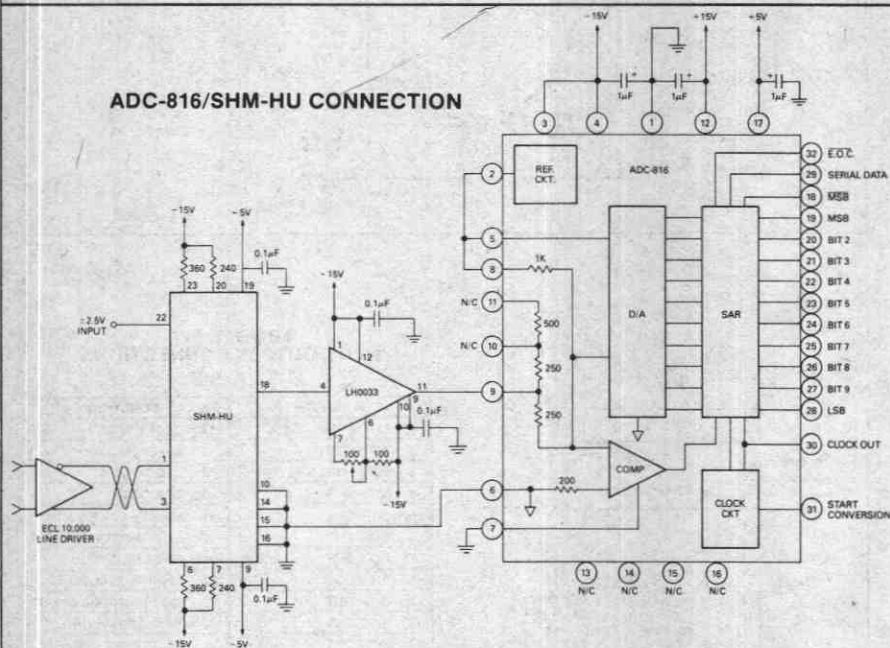 ADC-816/SHM-HU CONNECTION
-15V
+15V
+5V
1µF
1µF
1µF
3
4
1
12
17
REF.
CKT.
ADC-816
2
5
8
1K
N/C 11
500
N/C 10
250
9
250
D/A
SAR
COMP
200
6
7
CLOCK
CKT
32 E.O.C.
29 SERIAL DATA
18 MSB
19 MSB
20 BIT 2
21 BIT 3
22 BIT 4
23 BIT 5
24 BIT 6
25 BIT 7
26 BIT 8
27 BIT 9
28 LSB
30 CLOCK OUT
31 START
CONVERSION
13
14
15
16
N/C
N/C
N/C
N/C
-15V
-5V
0.1µF
360
240
23
20
19
±2.5V
INPUT
22
SHM-HU
18
1
3
ECL 10,000
LINE DRIVER
10
14
15
16
6
7
9
360
240
0.1µF
-15V
-5V
-15V
0.1µF
1
12
4
LH0033
11
9
10
6
7
0.1µF
100
100
-15V